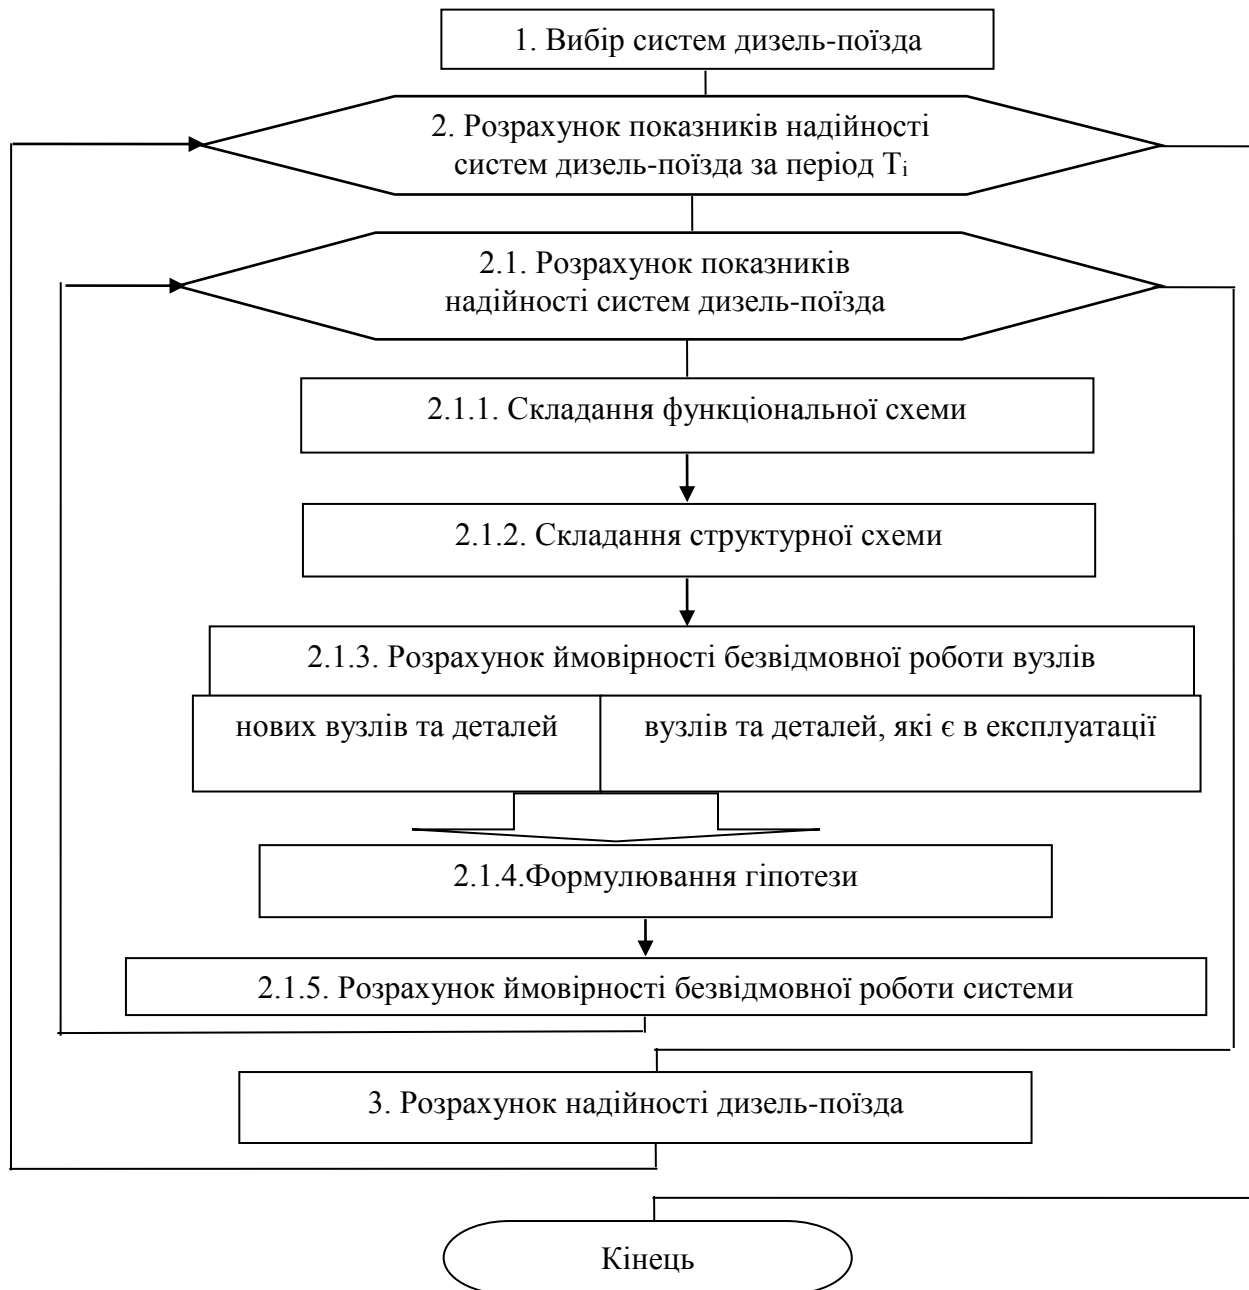 1. Вибір систем дизель-поїзда
2. Розрахунок показників надійності
систем дизель-поїзда за період Ti
2.1. Розрахунок показників
надійності систем дизель-поїзда
2.1.1. Складання функціональної схеми
2.1.2. Складання структурної схеми
2.1.3. Розрахунок ймовірності безвідмовної роботи вузлів
нових вузлів та деталей
вузлів та деталей, які є в експлуатації
2.1.4.Формулювання гіпотези
2.1.5. Розрахунок ймовірності безвідмовної роботи системи
3. Розрахунок надійності дизель-поїзда
Кінець